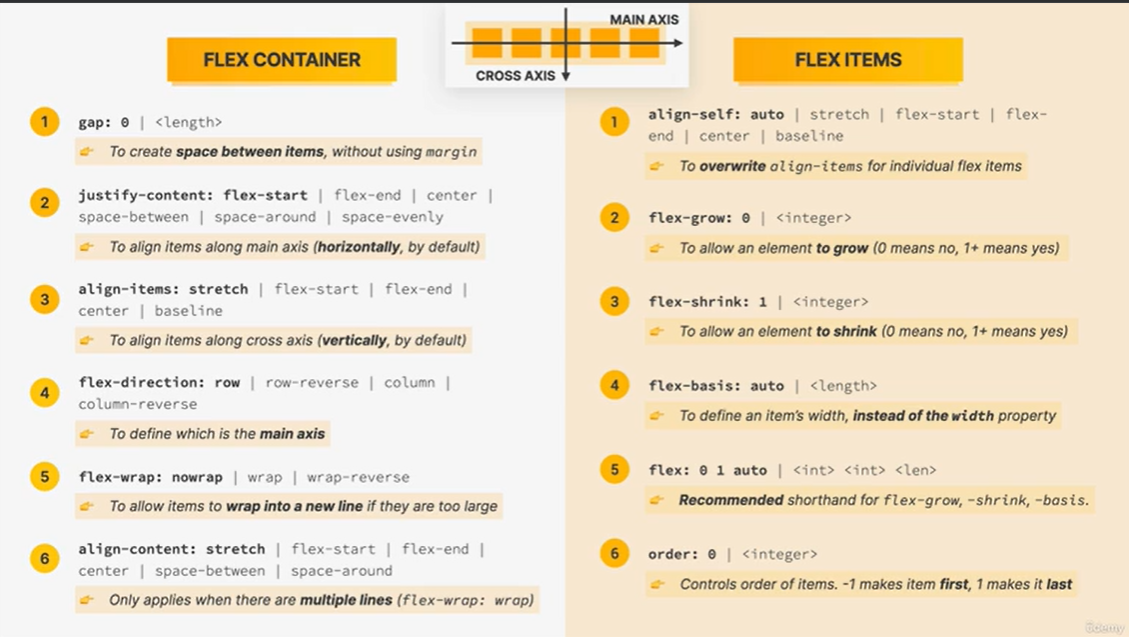 MAIN AXIS
CROSS AXIS
FLEX CONTAINER
1
gap: 0 | <length>
To create space between items, without using margin
2
justify-content: flex-start | flex-end | center |
space-between | space-around | space-evenly
To align items along main axis (horizontally, by default)
3
align-items: stretch | flex-start | flex-end |
center | baseline
To align items along cross axis (vertically, by default)
4
flex-direction: row | row-reverse | column |
column-reverse
To define which is the main axis
5
flex-wrap: nowrap | wrap | wrap-reverse
To allow items to wrap into a new line if they are too large
6
align-content: stretch | flex-start | flex-end |
center | space-between | space-around
Only applies when there are multiple lines (flex-wrap: wrap)
FLEX ITEMS
1
align-self: auto | stretch | flex-start | flex-
end | center | baseline
To overwrite align-items for individual flex items
2
flex-grow: 0 | <integer>
To allow an element to grow (0 means no, 1+ means yes)
3
flex-shrink: 1 | <integer>
To allow an element to shrink (0 means no, 1+ means yes)
4
flex-basis: auto | <length>
To define an item's width, instead of the width property
5
flex: 0 1 auto | <int> <int> <len>
Recommended shorthand for flex-grow, -shrink, -basis.
6
order: 0 | <integer>
Controls order of items. -1 makes item first, 1 makes it last
ûdemy